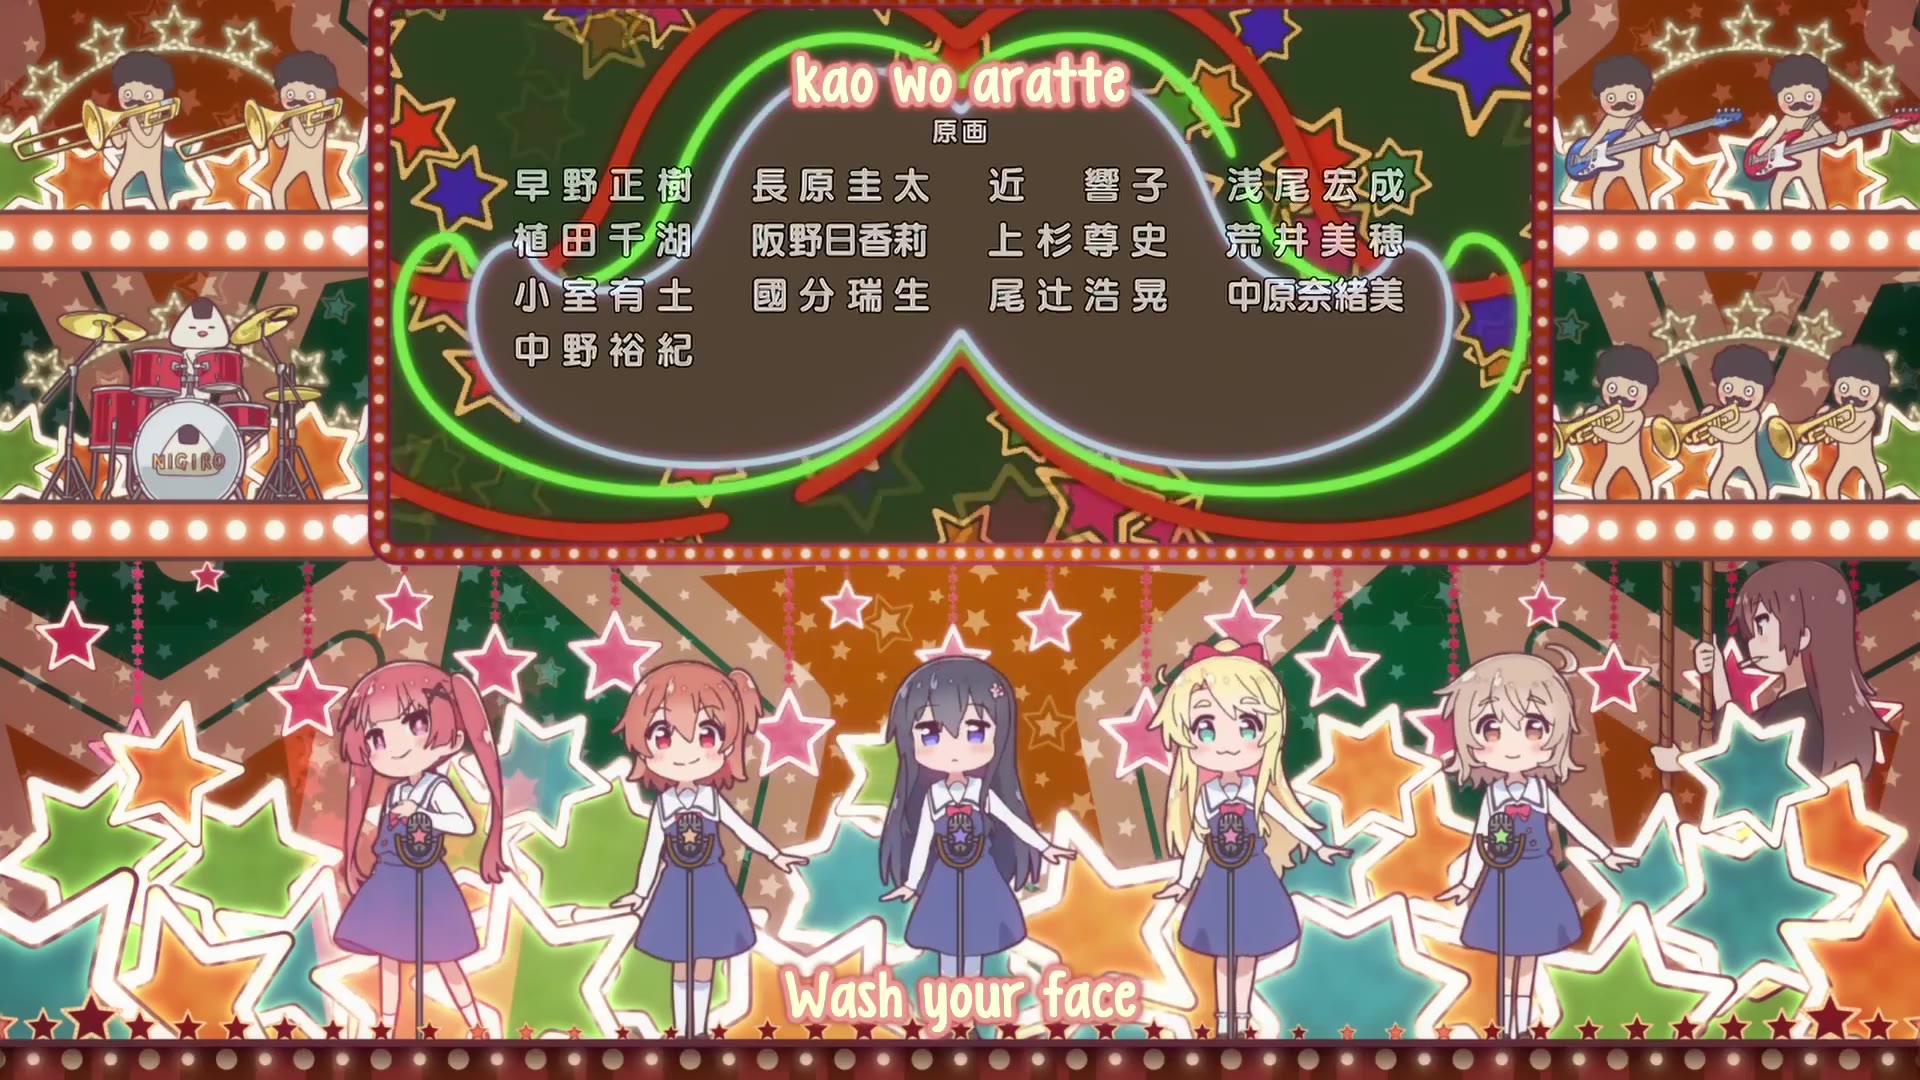 kao wo aratte
原画
早野正樹 長原圭太 近 響子 浅尾宏成
植田千湖 阪野日香莉 上杉尊史 荒井美穂
小室有土 國分瑞生 尾辻浩晃 中原奈緒美
中野裕紀
NIGIRO
Wash your face